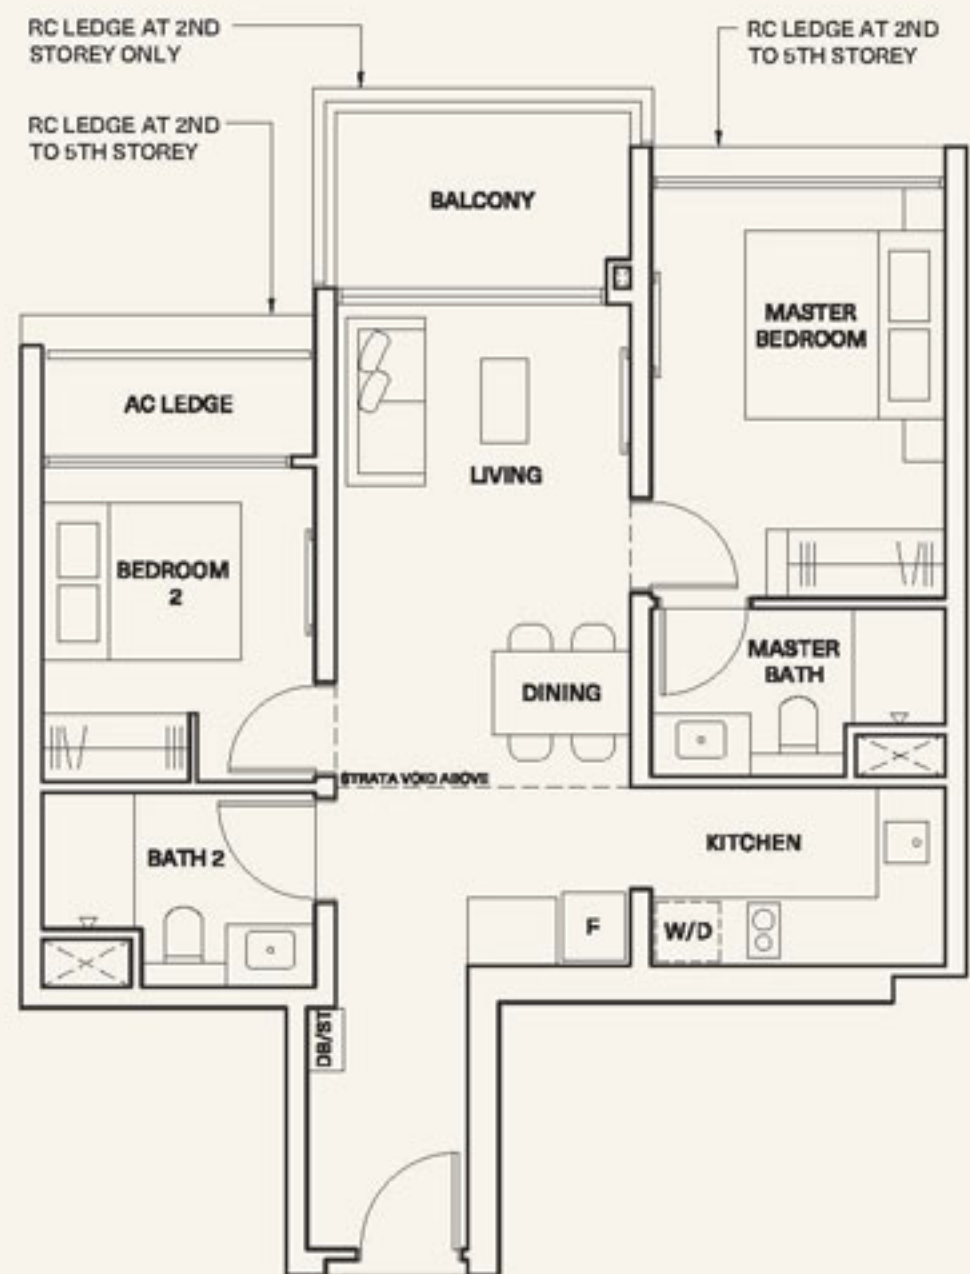 RC LEDGE AT 2ND
STOREY ONLY
RC LEDGE AT 2ND
TO 5TH STOREY
RC LEDGE AT 2ND
TO 5TH STOREY
BALCONY
MASTER
BEDROOM
AC LEDGE
LIVING
BEDROOM
2
MASTER
BATH
DINING
STRATA VOID ABOVE
KITCHEN
BATH 2
F
W/D
DB/ST